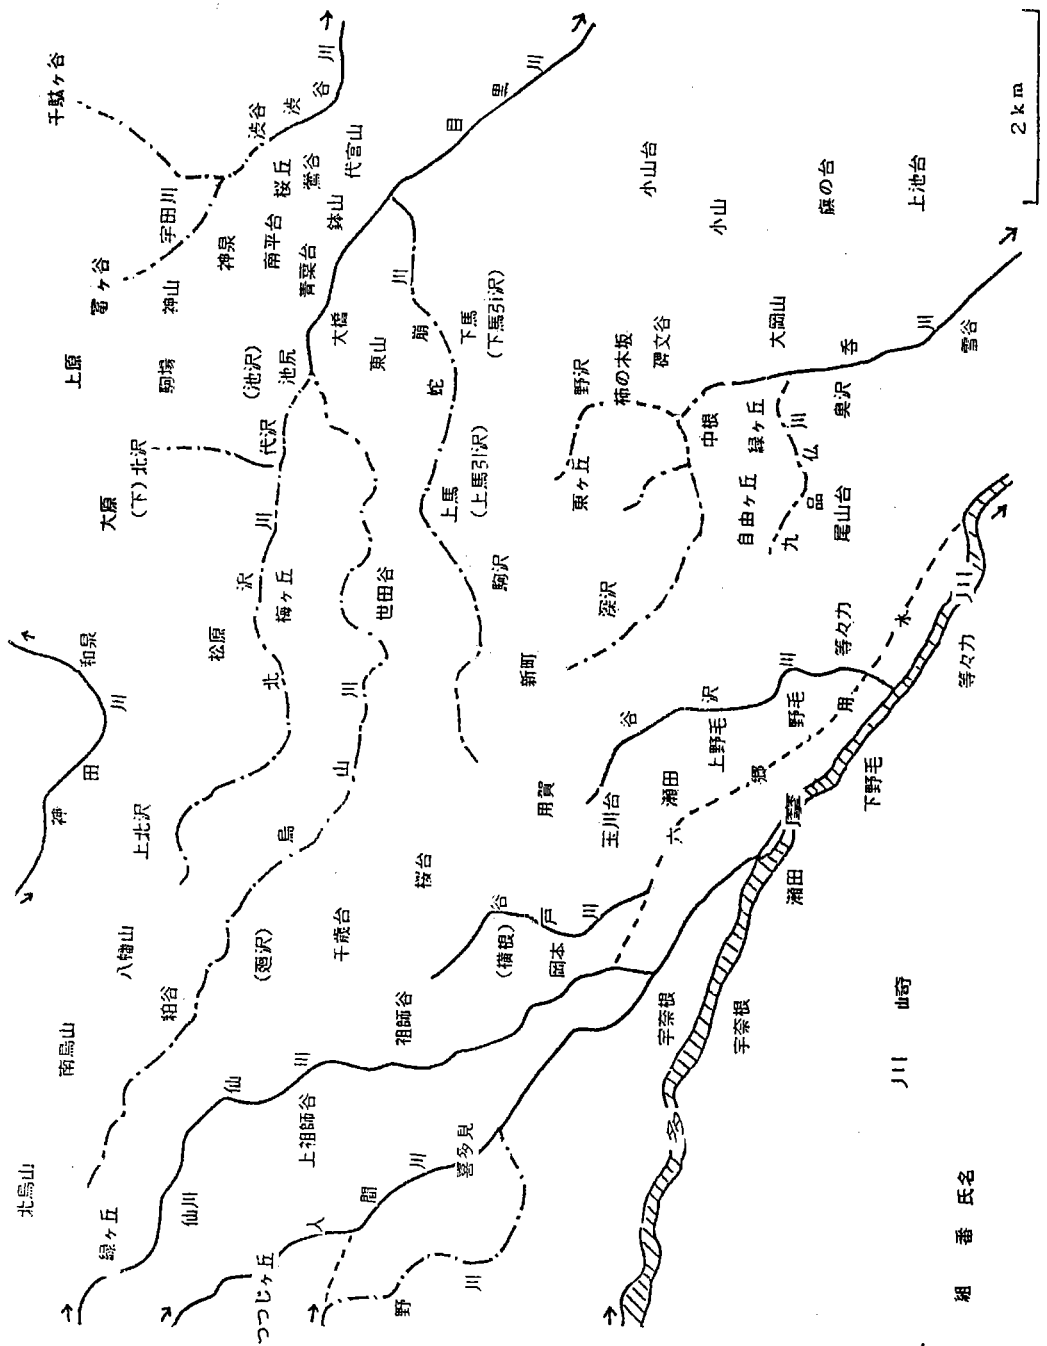 北烏山
南烏山
八幡山
上北沢
神田川
和泉
大原
(下)北沢
上原
富ヶ谷
千駄ヶ谷
緑ヶ丘
粕谷
松原
駒場
神山
宇田川
仙川
仙川
(廻沢)
烏山川
北沢川
梅ヶ丘
代沢
(池沢)
池尻
神泉
南平台
青葉台
桜丘
鶯谷
鉢山
渋谷
渋谷川
代官山
つつじヶ丘
入間川
上祖師谷
千歳台
世田谷
大橋
東山
目黒川
野川
喜多見
祖師谷
桜台
上馬
(上馬引沢)
蛇崩川
下馬
(下馬引沢)
(横根)
岡本
谷戸川
用賀
新町
駒沢
東ヶ丘
野沢
柿の木坂
碑文谷
小山台
小山
宇奈根
宇奈根
玉川台
瀬田
谷沢川
上野毛
野毛
深沢
中根
緑ヶ丘
自由ヶ丘
大岡山
旗の台
上池台
六郷用水
等々力
九品仏川
尾山台
奥沢
呑川
雪谷
多摩川
瀬田
下野毛
等々力
川崎
組 番 氏名
2km